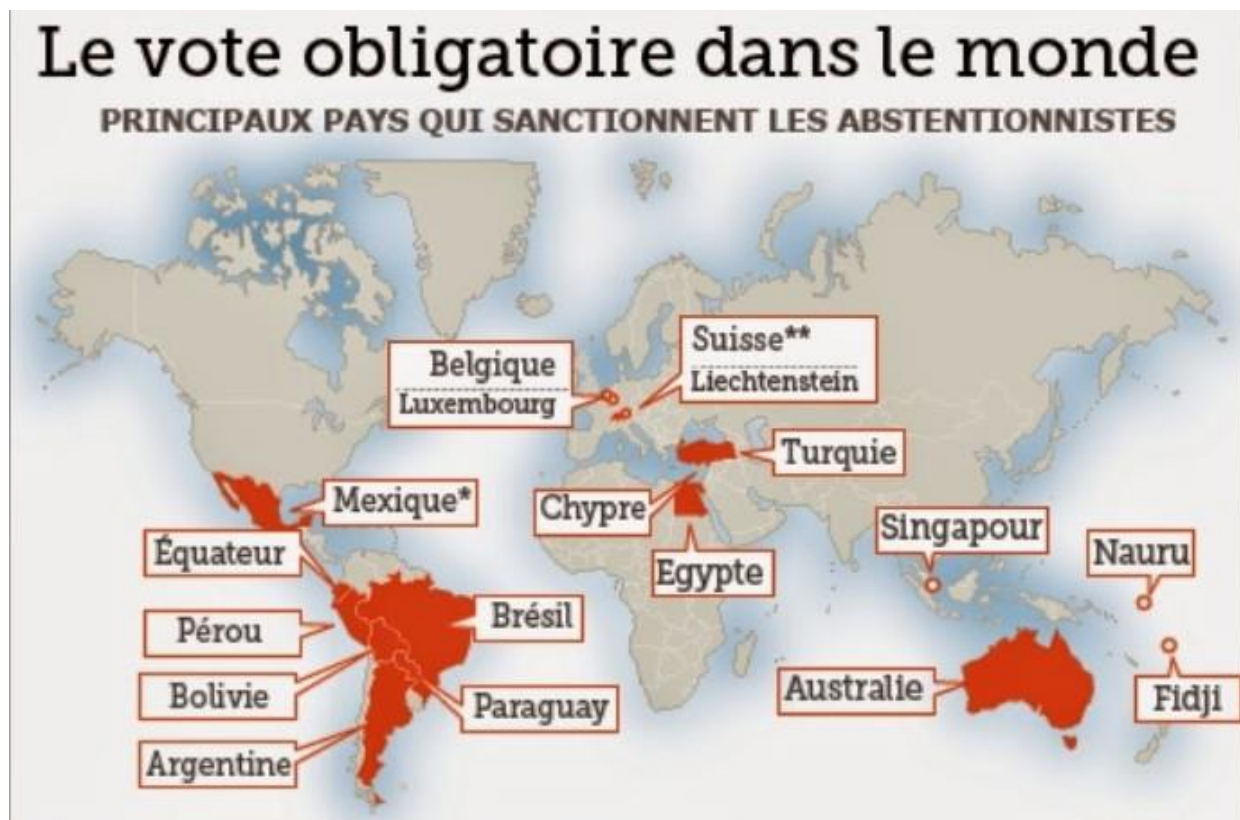 Le vote obligatoire dans le monde
PRINCIPAUX PAYS QUI SANCTIONNENT LES ABSTENTIONNISTES
Belgique
Luxembourg
Suisse**
Liechtenstein
Turquie
Mexique*
Chypre
Singapour
Équateur
Nauru
Egypte
Pérou
Brésil
Bolivie
Paraguay
Australie
Fidji
Argentine